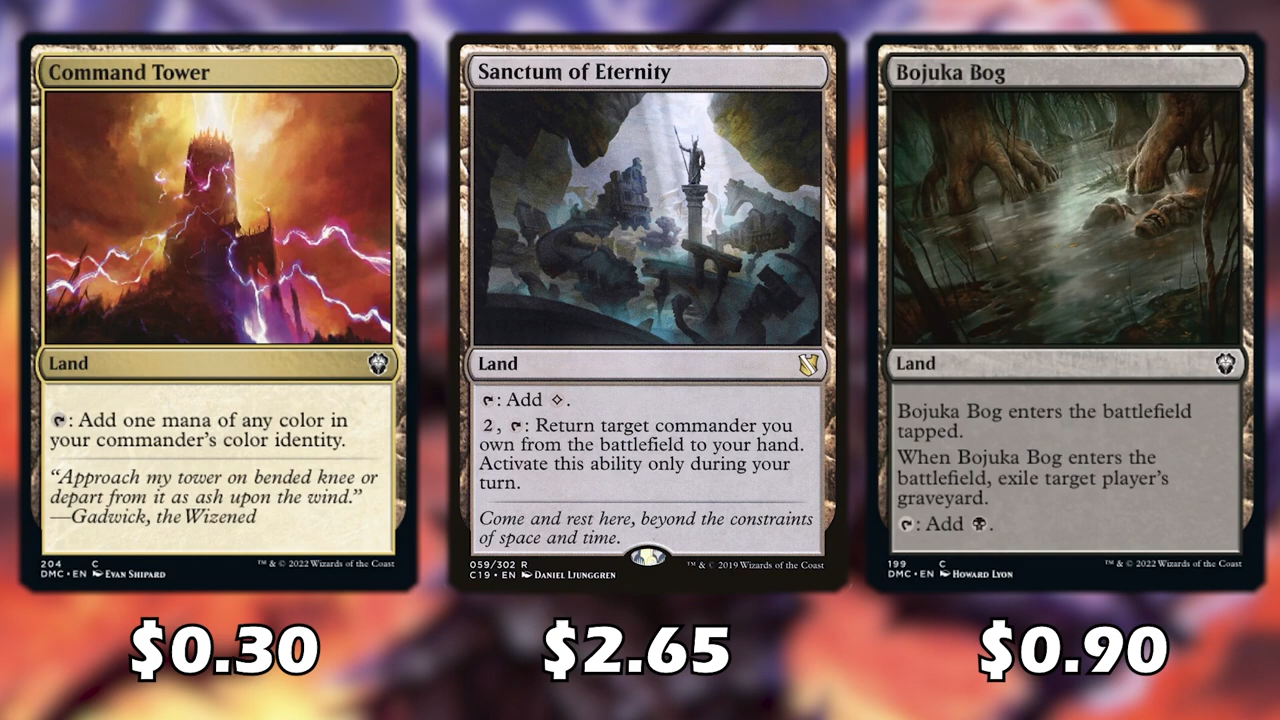 Command Tower
Land
: Add one mana of any color in
your commander's color identity.
“Approach my tower on bended knee or
depart from it as ash upon the wind.”
—Gadwick, the Wizened
204 C
DMC • EN Evan Shipard
™ & © 2022 Wizards of the Coast
$0.30
Sanctum of Eternity
Land
: Add .
2, : Return target commander you
own from the battlefield to your hand.
Activate this ability only during your
turn.
Come and rest here, beyond the constraints
of space and time.
059/302 R
C19 • EN Daniel Ljunggren
™ & © 2019 Wizards of the Coast
$2.65
Bojuka Bog
Land
Bojuka Bog enters the battlefield
tapped.
When Bojuka Bog enters the
battlefield, exile target player's
graveyard.
: Add .
199 C
DMC • EN Howard Lyon
™ & © 2022 Wizards of the Coast
$0.90